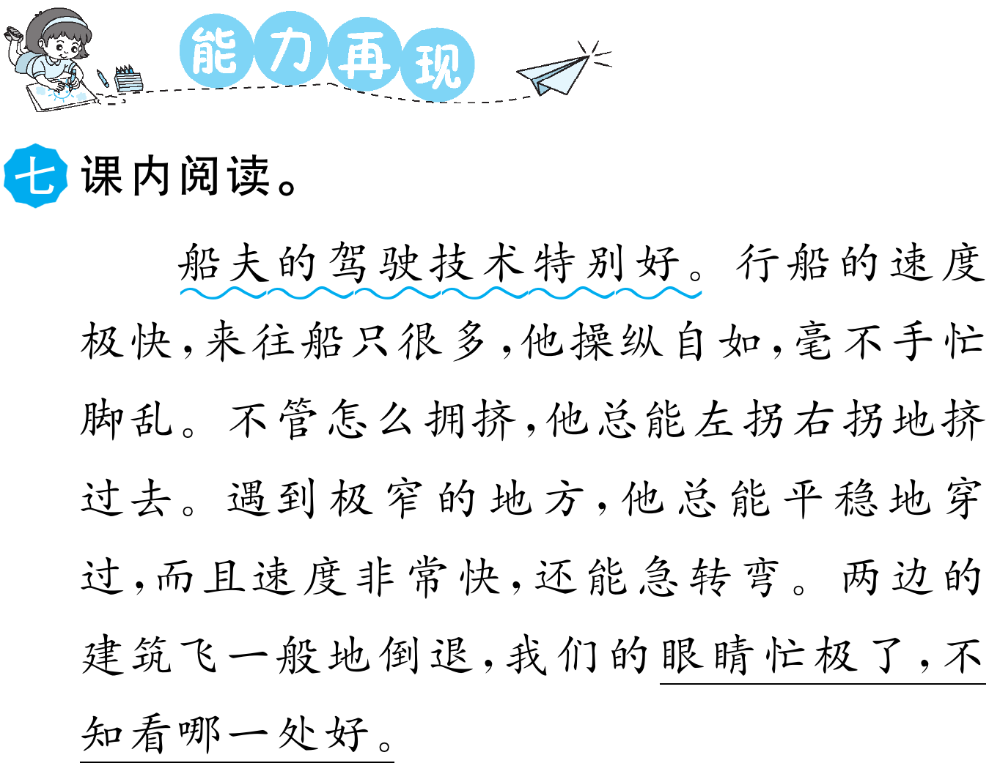 能力再现
七 课内阅读。
船夫的驾驶技术特别好。行船的速度
极快,来往船只很多,他操纵自如,毫不手忙
脚乱。不管怎么拥挤,他总能左拐右拐地挤
过去。遇到极窄的地方,他总能平稳地穿
过,而且速度非常快,还能急转弯。两边的
建筑飞一般地倒退,我们的眼睛忙极了,不
知看哪一处好。